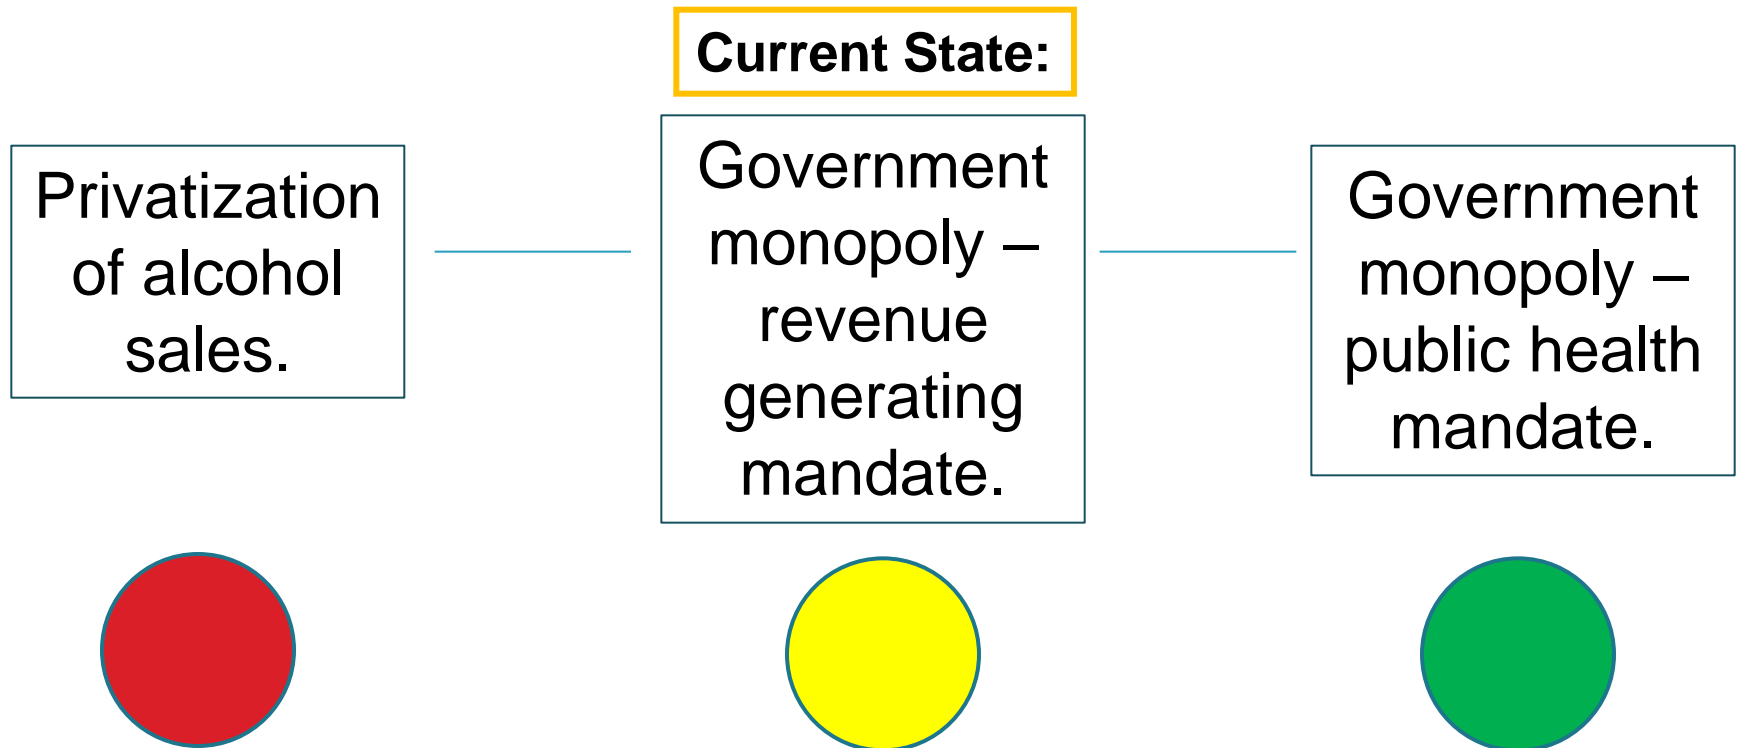 Current State:
Privatization
of alcohol
sales.
Government
monopoly –
revenue
generating
mandate.
Government
monopoly –
public health
mandate.